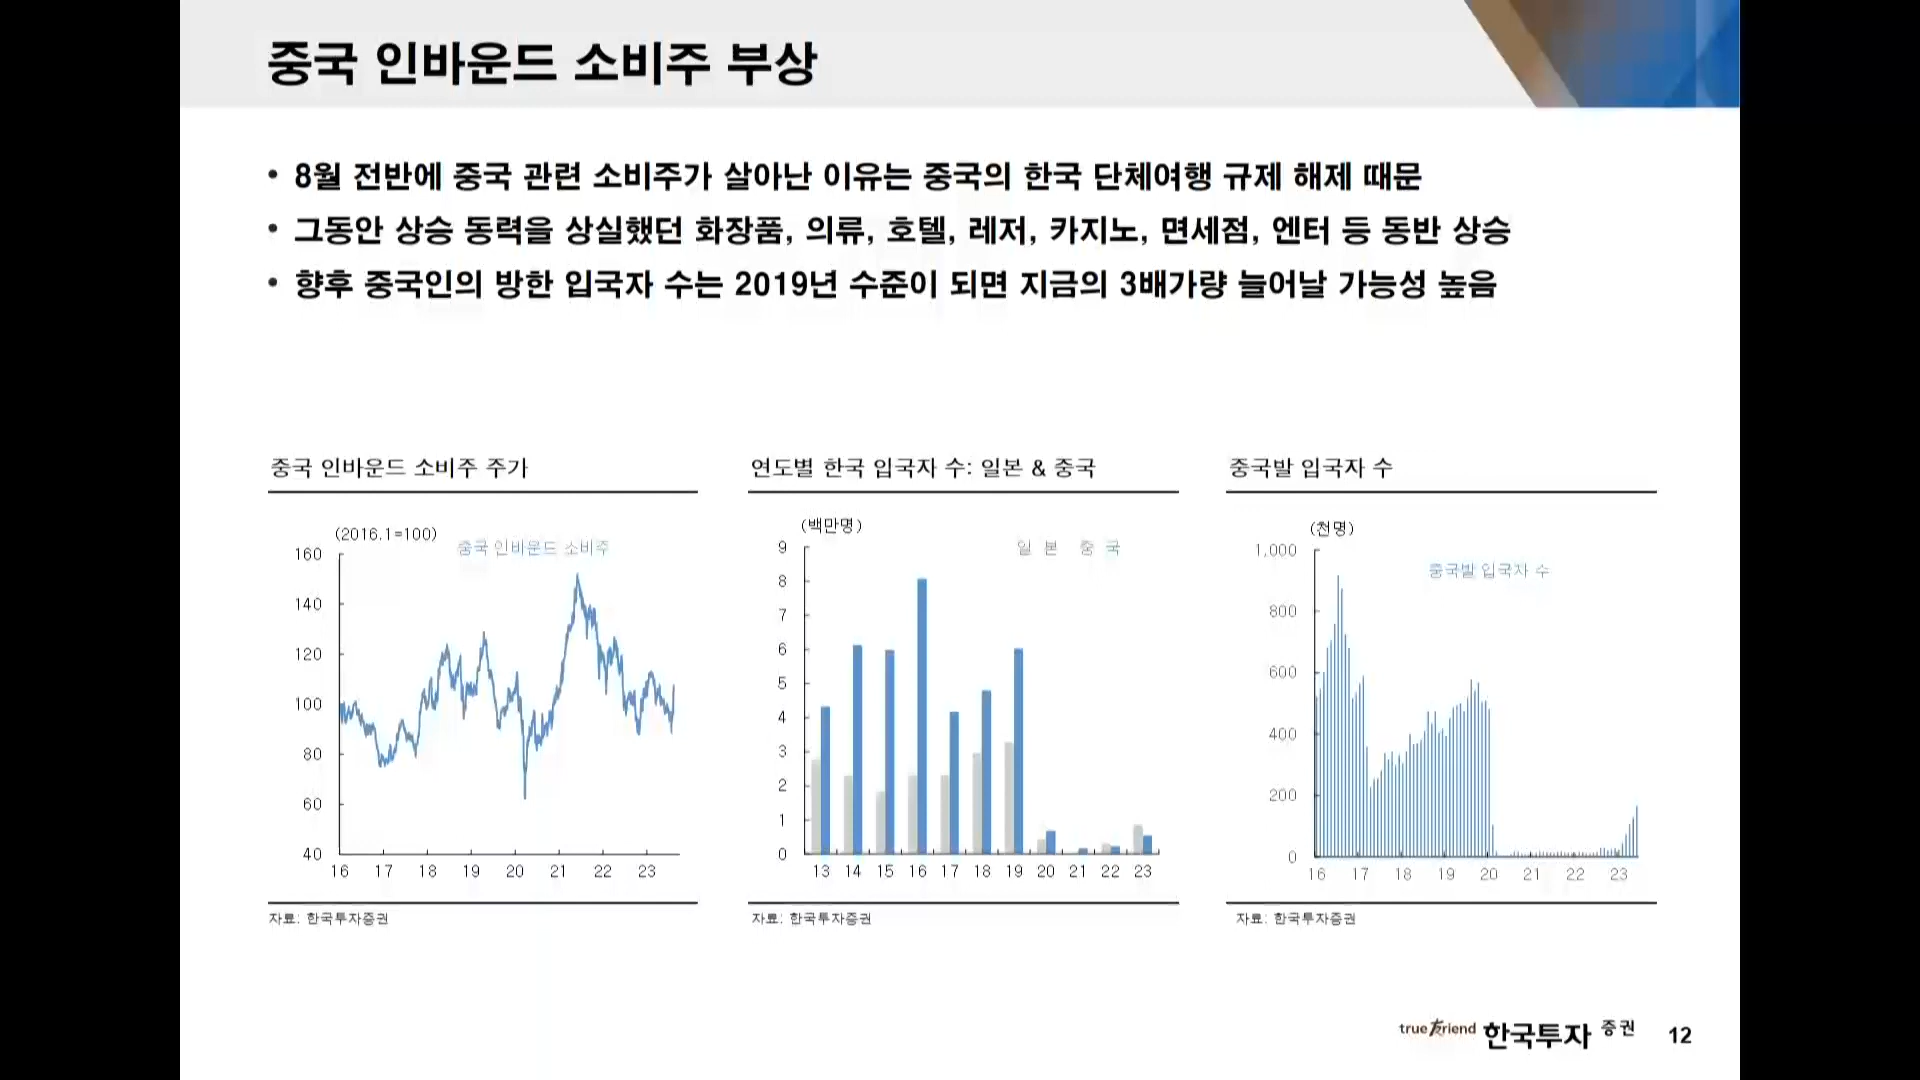 중국 인바운드 소비주 부상
• 8월 전반에 중국 관련 소비주가 살아난 이유는 중국의 한국 단체여행 규제 해제 때문
• 그동안 상승 동력을 상실했던 화장품, 의류, 호텔, 레저, 카지노, 면세점, 엔터 등 동반 상승
• 향후 중국인의 방한 입국자 수는 2019년 수준이 되면 지금의 3배가량 늘어날 가능성 높음
중국 인바운드 소비주 주가
(2016.1=100)
중국 인바운드 소비주
160
140
120
100
80
60
40
16 17 18 19 20 21 22 23
자료: 한국투자증권
연도별 한국 입국자 수: 일본 & 중국
(백만명)
일 본 중 국
9
8
7
6
5
4
3
2
1
0
13 14 15 16 17 18 19 20 21 22 23
자료: 한국투자증권
중국발 입국자 수
(천명)
중국발 입국자 수
1,000
800
600
400
200
0
16 17 18 19 20 21 22 23
자료: 한국투자증권
true 友riend 한국투자 증권 12